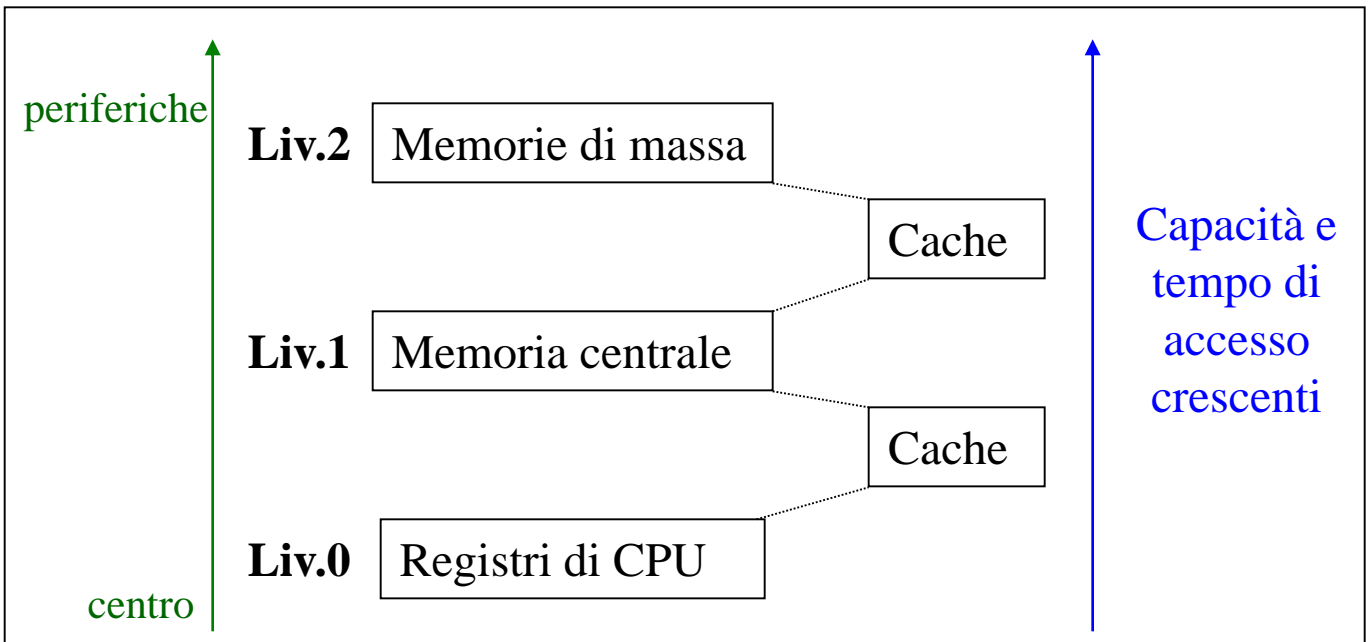 periferiche
Liv.2 Memorie di massa
Cache
Capacità e
tempo di
accesso
crescenti
Liv.1 Memoria centrale
Cache
Liv.0 Registri di CPU
centro